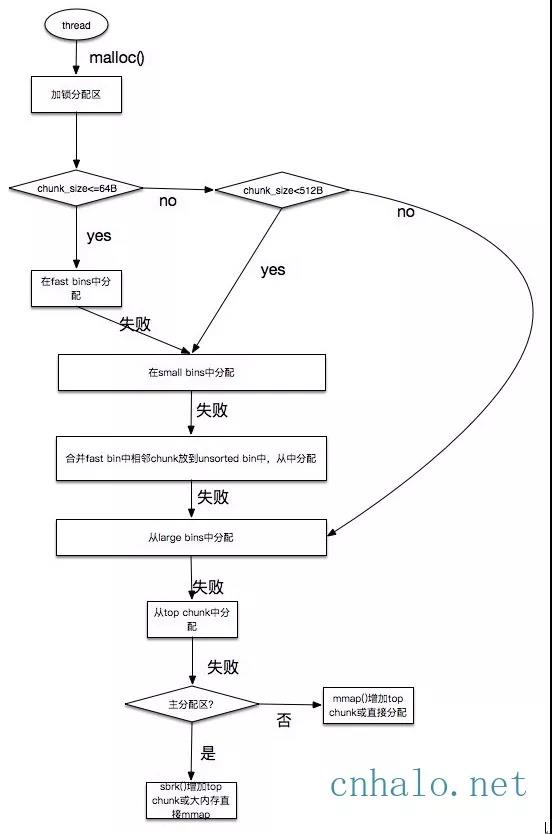 thread
malloc()
加锁分配区
chunk_size<=64B
no
chunk_size<512B
no
yes
yes
在fast bins中分
配
失败
在small bins中分配
失败
合并fast bin中相邻chunk放到unsorted bin中，从中分配
失败
从large bins中分配
失败
从top chunk中分
配
失败
主分配区?
否
mmap()增加top
chunk或直接分配
是
sbrk()增加top
chunk或大内存直
接mmap
cnhalo.net